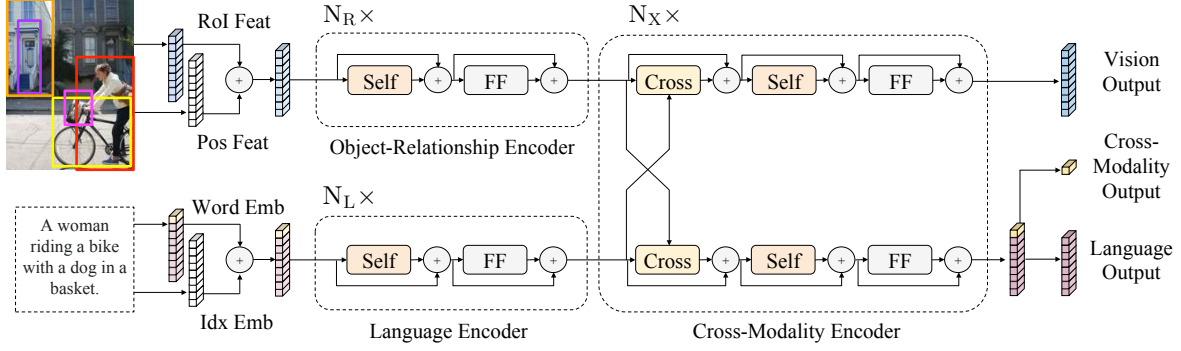 RoI Feat
Pos Feat
+
N_R ×
Self
+
FF
+
Object-Relationship Encoder
N_X ×
Cross
+
Self
+
FF
+
Vision
Output
Cross-
Modality
Output
A woman
riding a bike
with a dog in a
basket.
Word Emb
Idx Emb
+
N_L ×
Self
+
FF
+
Language Encoder
Cross
+
Self
+
FF
+
Cross-Modality Encoder
Language
Output